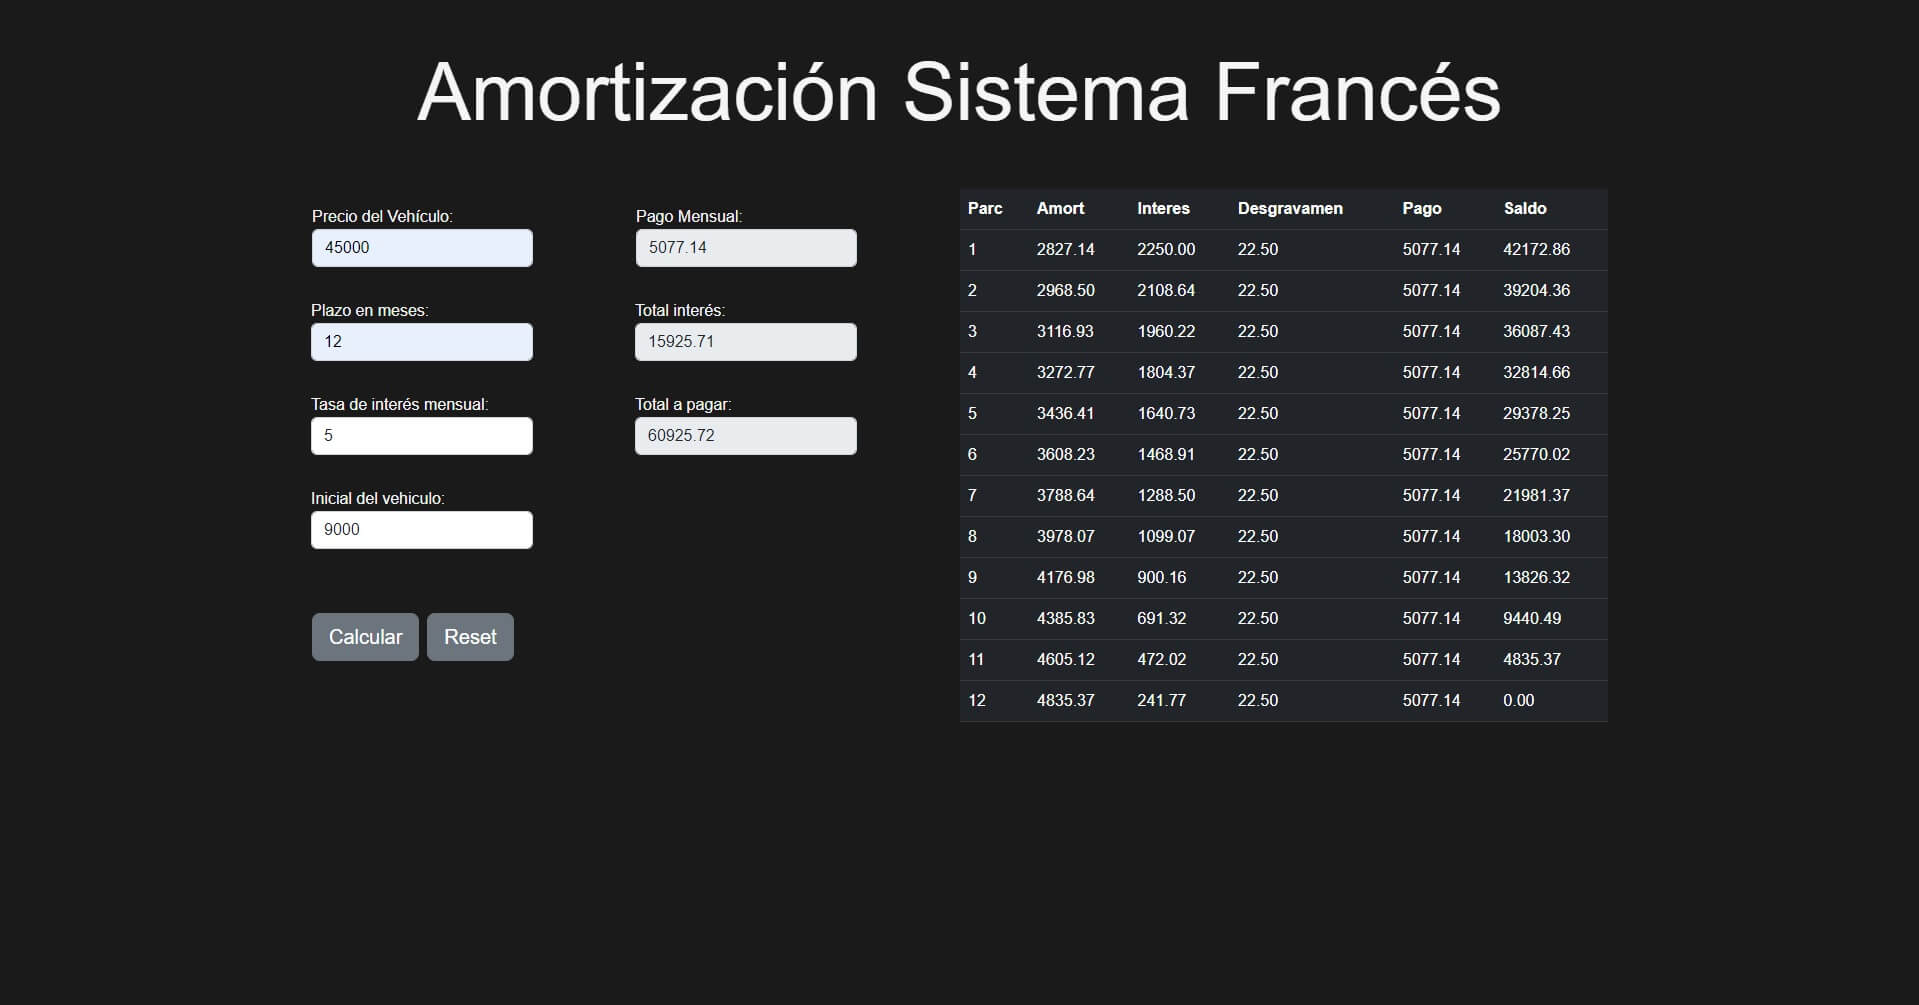 Amortización Sistema Francés
Precio del Vehículo:
45000
Plazo en meses:
12
Tasa de interés mensual:
5
Inicial del vehiculo:
9000
Calcular Reset
Pago Mensual:
5077.14
Total interés:
15925.71
Total a pagar:
60925.72
Parc Amort Interes Desgravamen Pago Saldo
1 2827.14 2250.00 22.50 5077.14 42172.86
2 2968.50 2108.64 22.50 5077.14 39204.36
3 3116.93 1960.22 22.50 5077.14 36087.43
4 3272.77 1804.37 22.50 5077.14 32814.66
5 3436.41 1640.73 22.50 5077.14 29378.25
6 3608.23 1468.91 22.50 5077.14 25770.02
7 3788.64 1288.50 22.50 5077.14 21981.37
8 3978.07 1099.07 22.50 5077.14 18003.30
9 4176.98 900.16 22.50 5077.14 13826.32
10 4385.83 691.32 22.50 5077.14 9440.49
11 4605.12 472.02 22.50 5077.14 4835.37
12 4835.37 241.77 22.50 5077.14 0.00